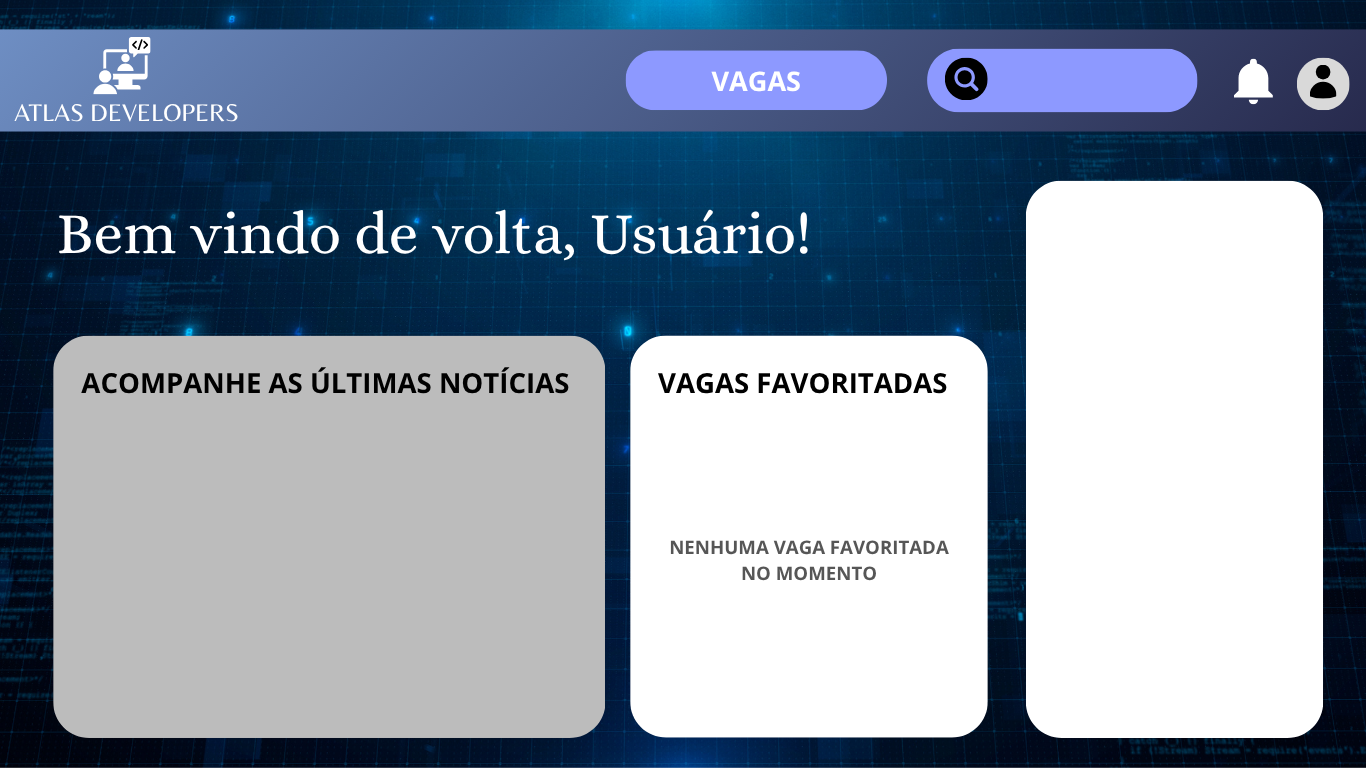 </>
ATLAS DEVELOPERS
VAGAS
Bem vindo de volta, Usuário!
ACOMPANHE AS ÚLTIMAS NOTÍCIAS
VAGAS FAVORITADAS
NENHUMA VAGA FAVORITADA
NO MOMENTO